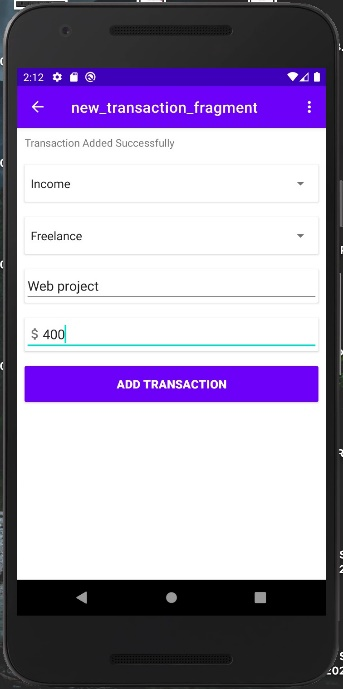 2:12
new_transaction_fragment
Transaction Added Successfully
Income
Freelance
Web project
$ 400
ADD TRANSACTION